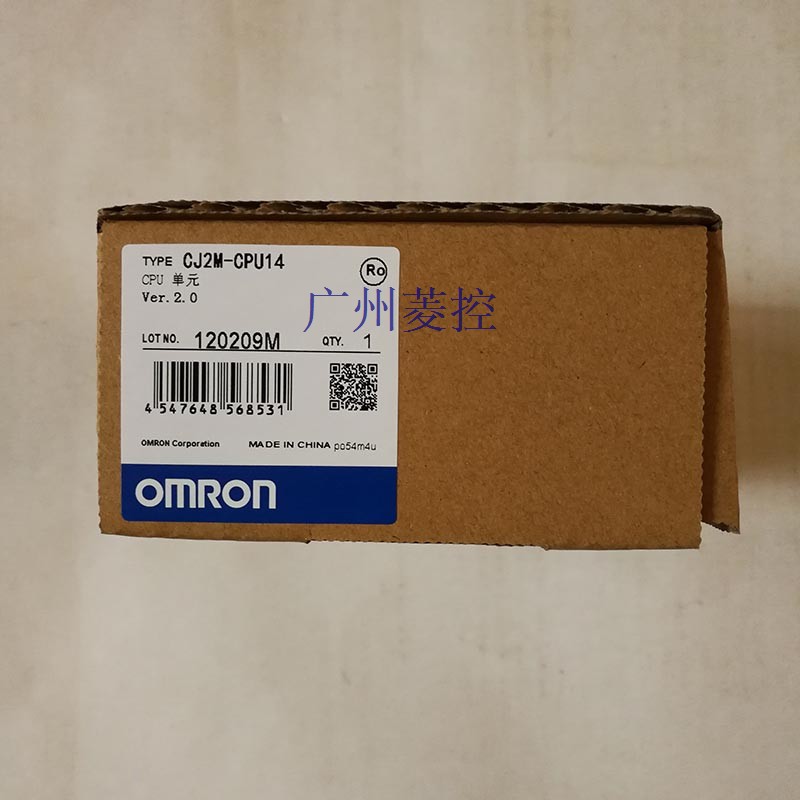 TYPE CJ2M-CPU14
CPU 单元
Ver.2.0
Ro
广州菱控
LOT NO. 120209M QTY. 1
4 547648 568531
OMRON Corporation MADE IN CHINA po54m4u
OMRON